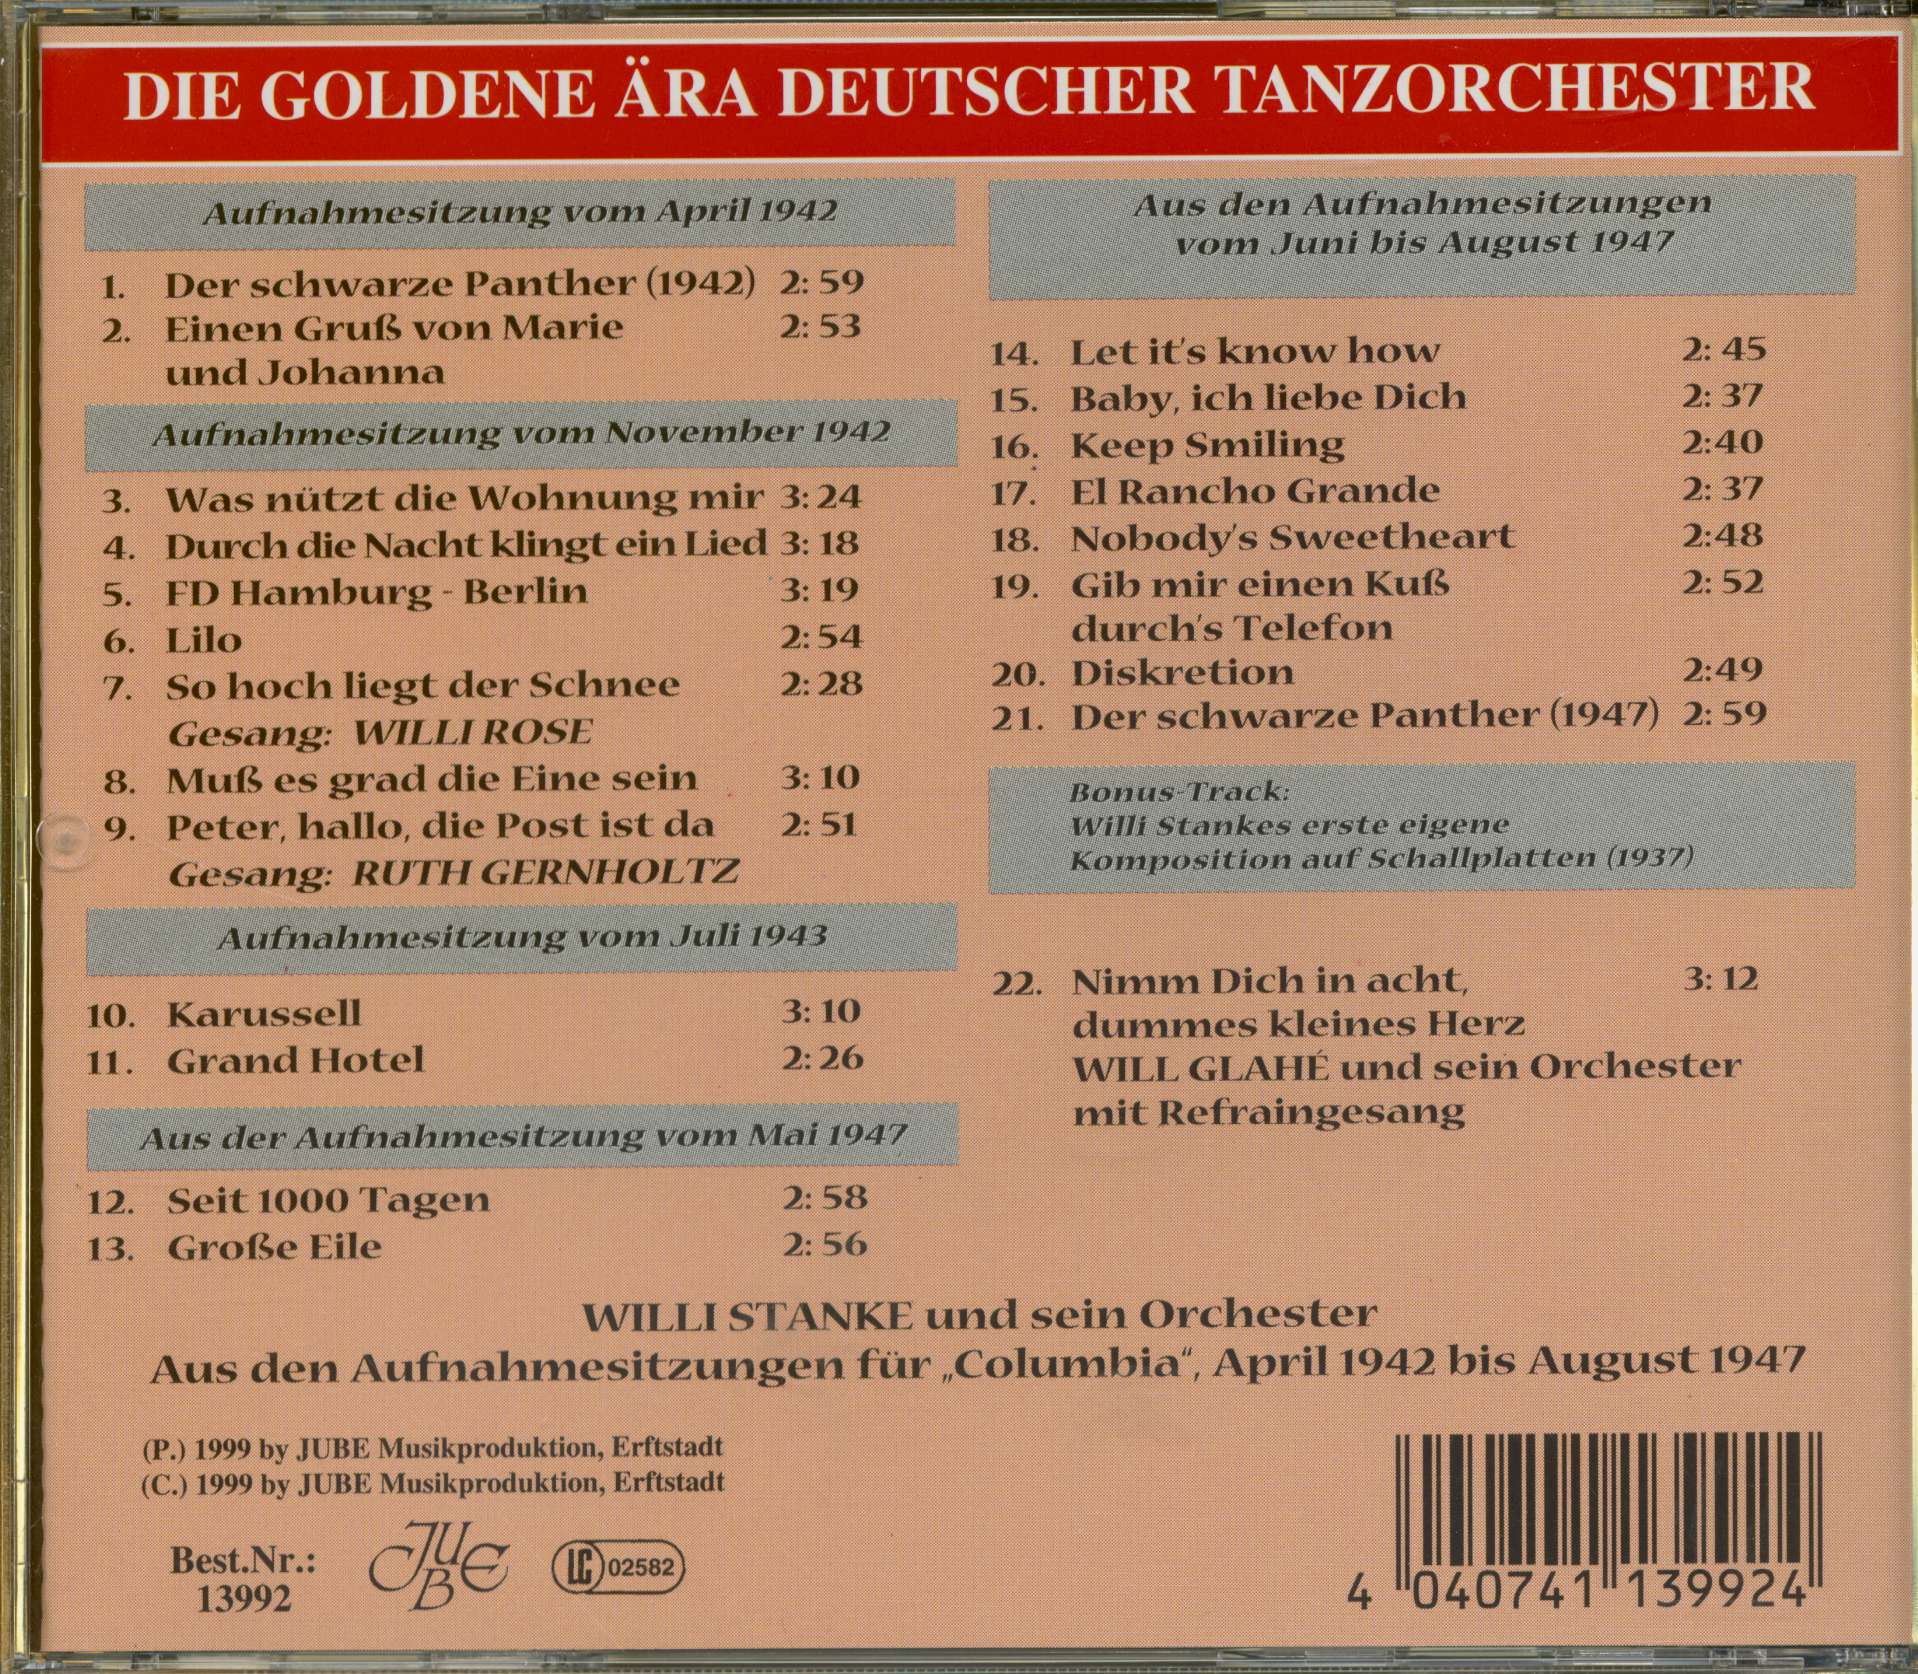 DIE GOLDENE ÄRA DEUTSCHER TANZORCHESTER
Aufnahmesitzung vom April 1942
1. Der schwarze Panther (1942) 2:59
2. Einen Gruß von Marie 2:53
und Johanna
Aufnahmesitzung vom November 1942
3. Was nützt die Wohnung mir 3:24
4. Durch die Nacht klingt ein Lied 3:18
5. FD Hamburg - Berlin 3:19
6. Lilo 2:54
7. So hoch liegt der Schnee 2:28
Gesang: WILLI ROSE
8. Muß es grad die Eine sein 3:10
9. Peter, hallo, die Post ist da 2:51
Gesang: RUTH GERNHOLTZ
Aufnahmesitzung vom Juli 1943
10. Karussell 3:10
11. Grand Hotel 2:26
Aus der Aufnahmesitzung vom Mai 1947
12. Seit 1000 Tagen 2:58
13. Große Eile 2:56
Aus den Aufnahmesitzungen
vom Juni bis August 1947
14. Let it's know how 2:45
15. Baby, ich liebe Dich 2:37
16. Keep Smiling 2:40
17. El Rancho Grande 2:37
18. Nobody's Sweetheart 2:48
19. Gib mir einen Kuß 2:52
durch's Telefon
20. Diskretion 2:49
21. Der schwarze Panther (1947) 2:59
Bonus-Track:
Willi Stankes erste eigene
Komposition auf Schallplatten (1937)
22. Nimm Dich in acht, 3:12
dummes kleines Herz
WILL GLAHÉ und sein Orchester
mit Refraingesang
WILLI STANKE und sein Orchester
Aus den Aufnahmesitzungen für „Columbia“, April 1942 bis August 1947
(P.) 1999 by JUBE Musikproduktion, Erftstadt
(C.) 1999 by JUBE Musikproduktion, Erftstadt
Best.Nr.:
13992
JUBE
LC 02582
4 040741 139924